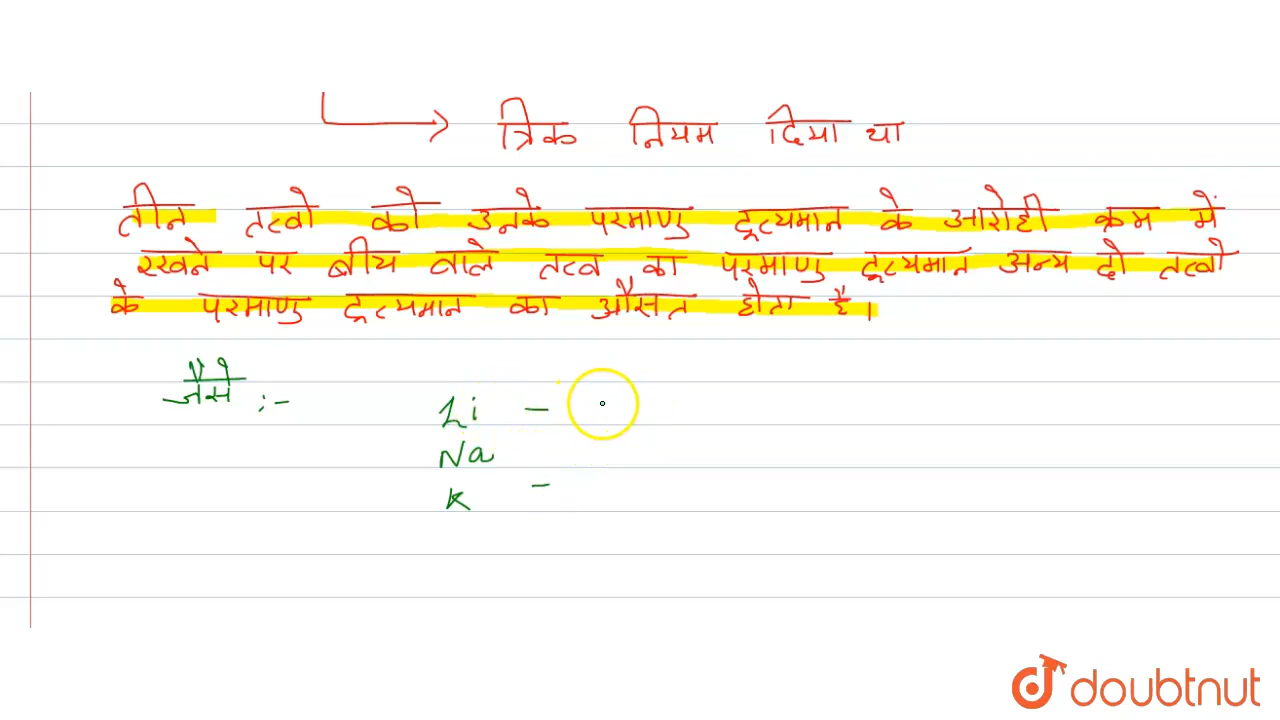 त्रिक नियम दिया था
तीन तत्वो को उनके परमाणु द्रव्यमान के आरोही क्रम में
रखने पर बीच वाले तत्व का परमाणु द्रव्यमान अन्य दो तत्वो
के परमाणु द्रव्यमान का औसत होता है।
जैसे :-
Li -
Na
K -
doubtnut